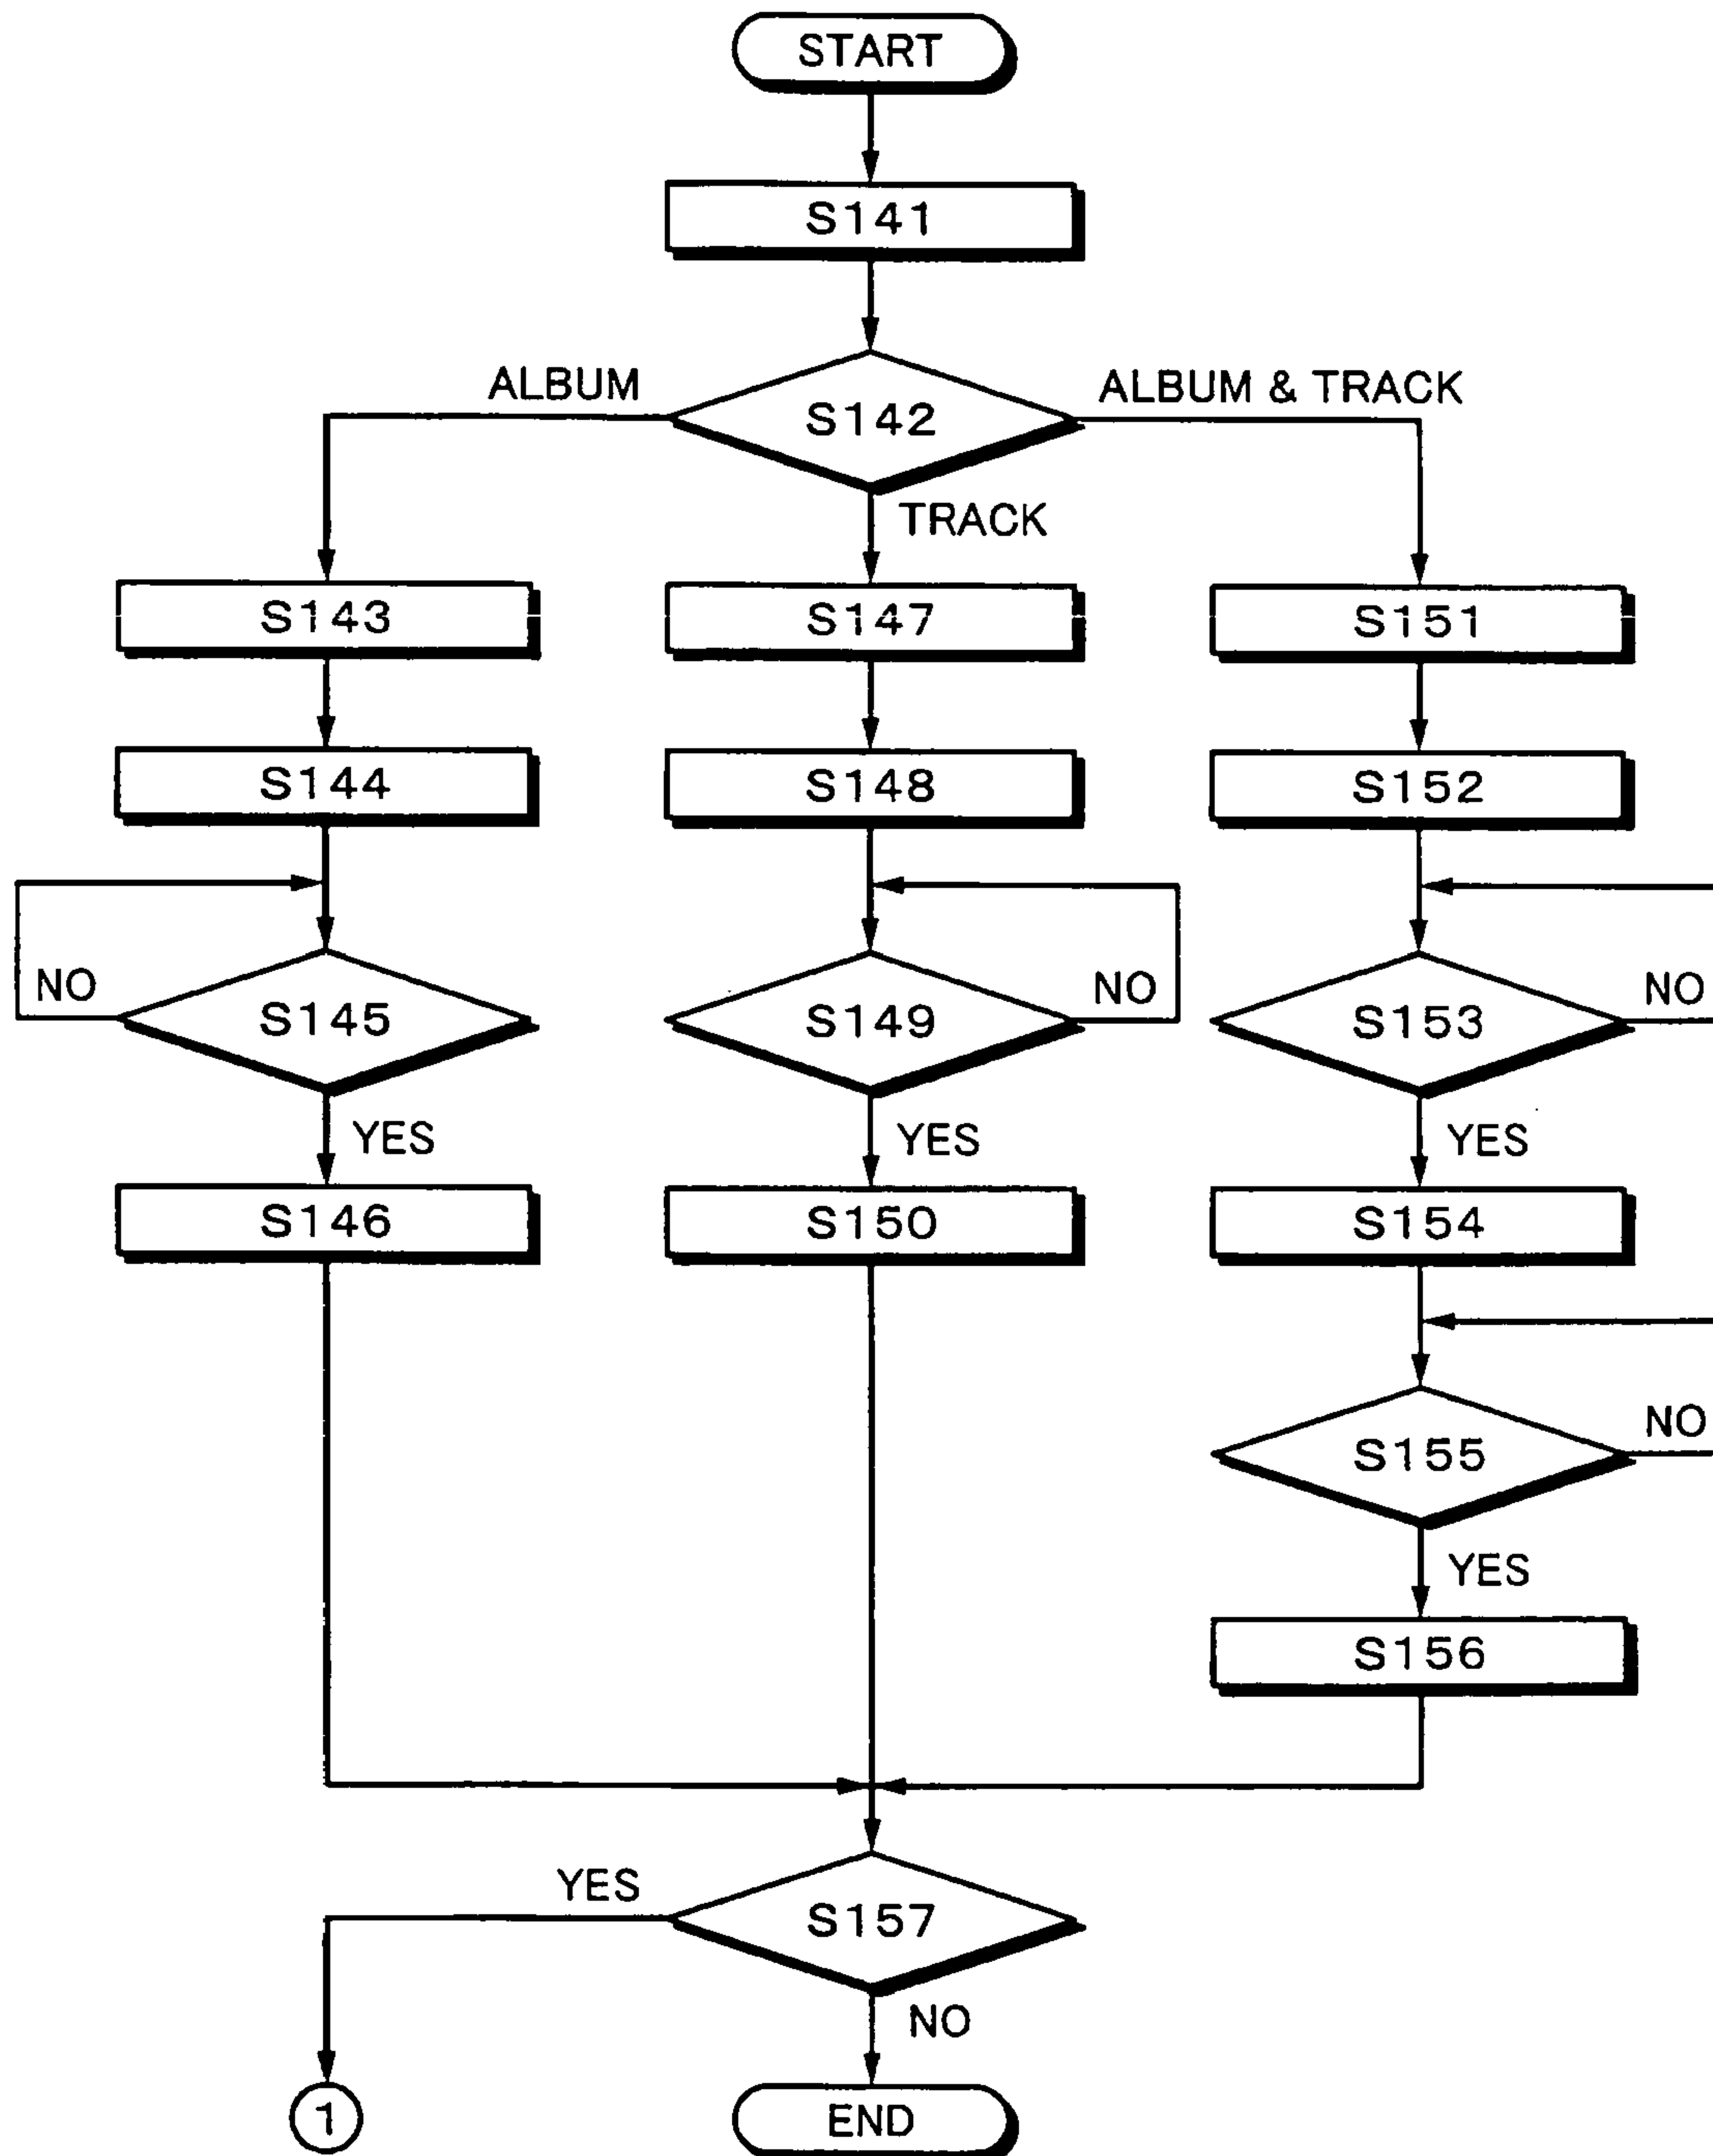 START
S141
ALBUM
S142
ALBUM & TRACK
TRACK
S143
S147
S151
S144
S148
S152
NO
S145
S149
NO
S153
NO
YES
YES
YES
S146
S150
S154
S155
NO
YES
S156
YES
S157
NO
1
END